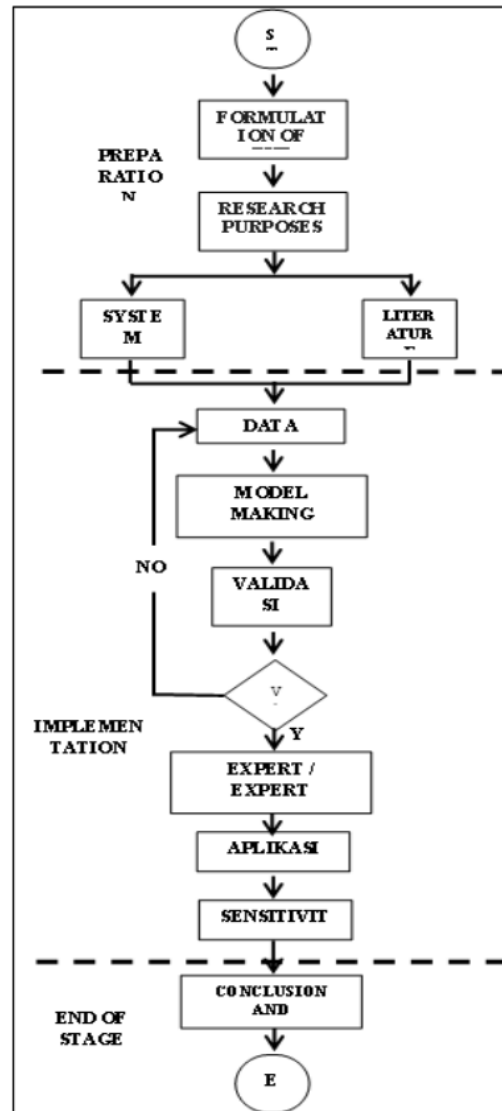 S
FORMULAT
ION OF
PREPA
RATIO
N
RESEARCH
PURPOSES
SYSTE
M
LITER
ATUR
DATA
MODEL
MAKING
NO
VALIDA
SI
V
IMPLEMEN
TATION
Y
EXPERT /
EXPERT
APLIKASI
SENSITIVIT
CONCLUSION
AND
END OF
STAGE
E